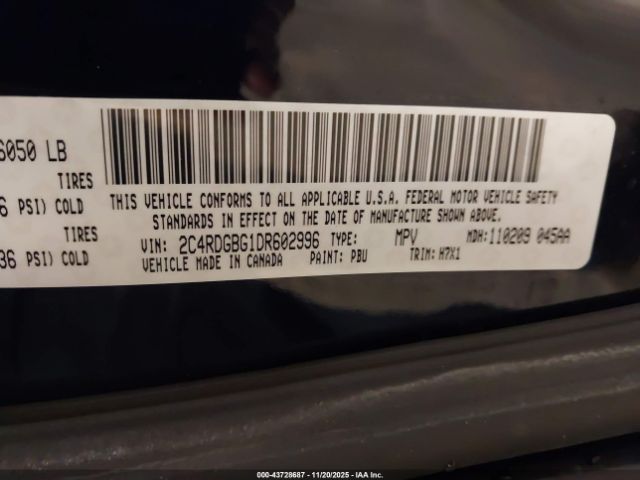 6050 LB
TIRES
6 PSI) COLD
TIRES
36 PSI) COLD
THIS VEHICLE CONFORMS TO ALL APPLICABLE U.S.A. FEDERAL MOTOR VEHICLE SAFETY
STANDARDS IN EFFECT ON THE DATE OF MANUFACTURE SHOWN ABOVE.
VIN: 2C4RDGBG1DR602996 TYPE: MPV MDH: 110209 045AA
VEHICLE MADE IN CANADA PAINT: PBU TRIM: H7X1
000-43728687 - 11/20/2025 - IAA Inc.